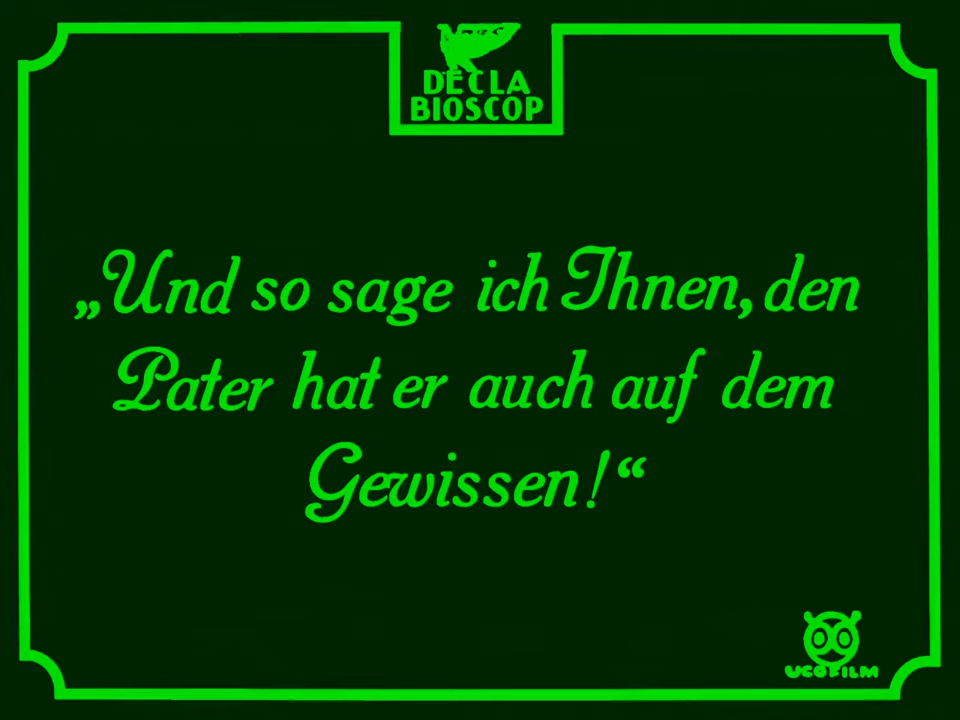 DECLA
BIOSCOP
„Und so sage ich Ihnen, den
Pater hat er auch auf dem
Gewissen!“
UCOFILM